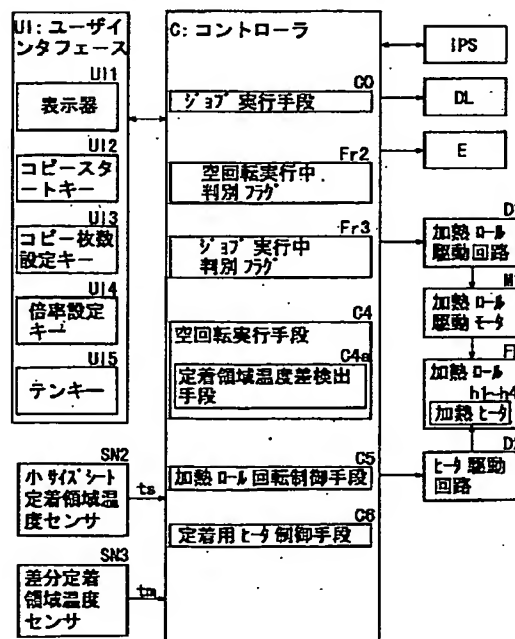 UI:ユーザイ
ンタフェース
UI1
表示器
UI2
コピースタ
ートキー
UI3
コピー枚数
設定キー
UI4
倍率設定
キー
UI5
テンキー
SN2
小サイズシート
定着領域温
度センサ
ts
SN3
差分定着
領域温度
センサ
tm
C:コントローラ
C0
ジョブ実行手段
Fr2
空回転実行中
判別フラグ
Fr3
ジョブ実行中
判別フラグ
C4
空回転実行手段
C4a
定着領域温度差検出
手段
C5
加熱ロール回転制御手段
C6
定着用ヒータ制御手段
IPS
DL
E
加熱ロール
駆動回路
加熱ロール
駆動モータ
加熱ロール
h1~h4
加熱ヒータ
ヒータ駆動
回路